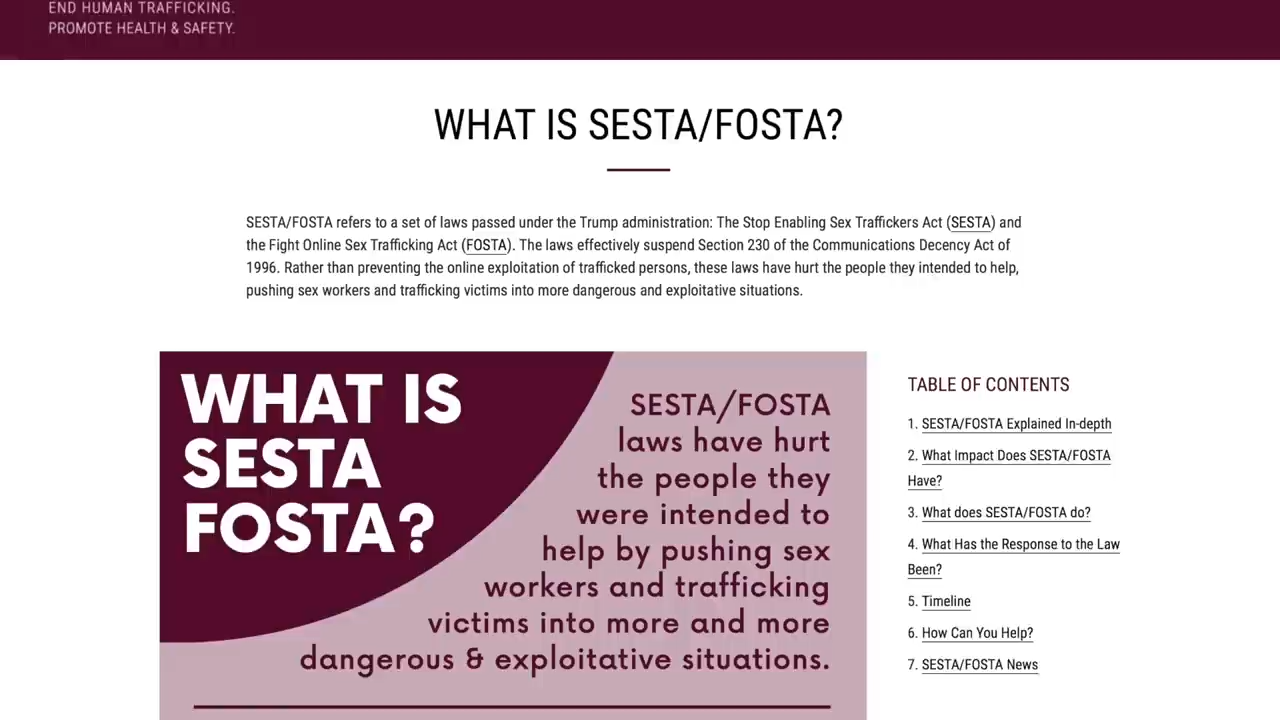 END HUMAN TRAFFICKING.
PROMOTE HEALTH & SAFETY.
WHAT IS SESTA/FOSTA?
SESTA/FOSTA refers to a set of laws passed under the Trump administration: The Stop Enabling Sex Traffickers Act (SESTA) and
the Fight Online Sex Trafficking Act (FOSTA). The laws effectively suspend Section 230 of the Communications Decency Act of
1996. Rather than preventing the online exploitation of trafficked persons, these laws have hurt the people they intended to help,
pushing sex workers and trafficking victims into more dangerous and exploitative situations.
WHAT IS
SESTA
FOSTA?
SESTA/FOSTA
laws have hurt
the people they
were intended to
help by pushing sex
workers and trafficking
victims into more and more
dangerous & exploitative situations.
TABLE OF CONTENTS
1. SESTA/FOSTA Explained In-depth
2. What Impact Does SESTA/FOSTA
Have?
3. What does SESTA/FOSTA do?
4. What Has the Response to the Law
Been?
5. Timeline
6. How Can You Help?
7. SESTA/FOSTA News